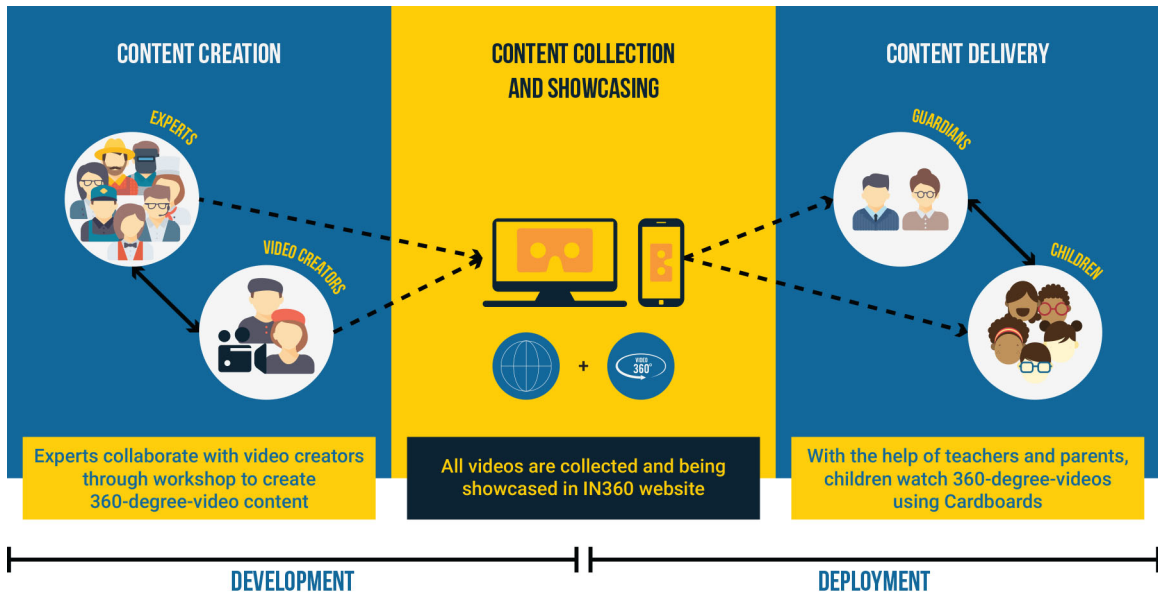 CONTENT CREATION
EXPERTS
VIDEO CREATORS
Experts collaborate with video creators
through workshop to create
360-degree-video content
CONTENT COLLECTION
AND SHOWCASING
+
VIDEO
360°
All videos are collected and being
showcased in IN360 website
CONTENT DELIVERY
GUARDIANS
CHILDREN
With the help of teachers and parents,
children watch 360-degree-videos
using Cardboards
DEVELOPMENT
DEPLOYMENT